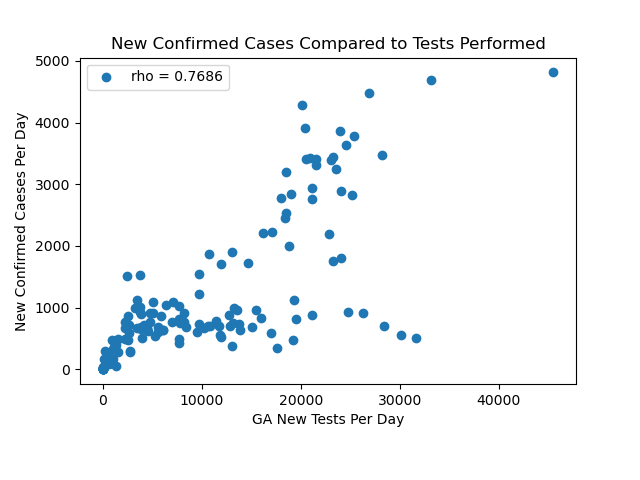 New Confirmed Cases Compared to Tests Performed
rho = 0.7686
New Confirmed Caeses Per Day
5000
4000
3000
2000
1000
0
0 10000 20000 30000 40000
GA New Tests Per Day